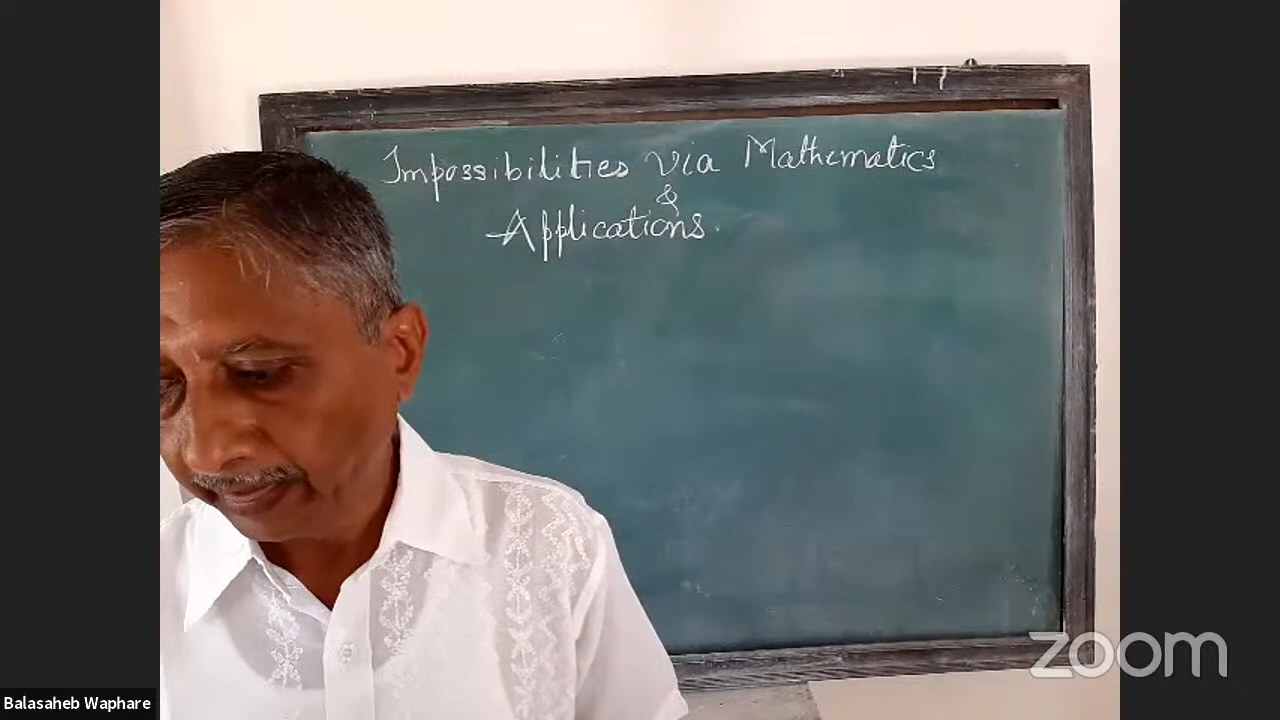 Impossibilities via Mathematics
&
Applications.
zoom
Balasaheb Waphare